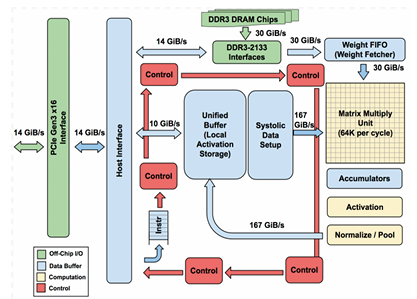 DDR3 DRAM Chips
30 GiB/s
14 GiB/s
DDR3-2133
Interfaces
30 GiB/s
Weight FIFO
(Weight Fetcher)
30 GiB/s
Control
Control
PCIe Gen3 x16
Interface
14 GiB/s
14 GiB/s
Host Interface
10 GiB/s
Unified
Buffer
(Local
Activation
Storage)
Systolic
Data
Setup
167
GiB/s
Matrix Multiply
Unit
(64K per cycle)
Control
Accumulators
Activation
Instr
167 GiB/s
Normalize / Pool
Off-Chip I/O
Data Buffer
Computation
Control
Control
Control
Control